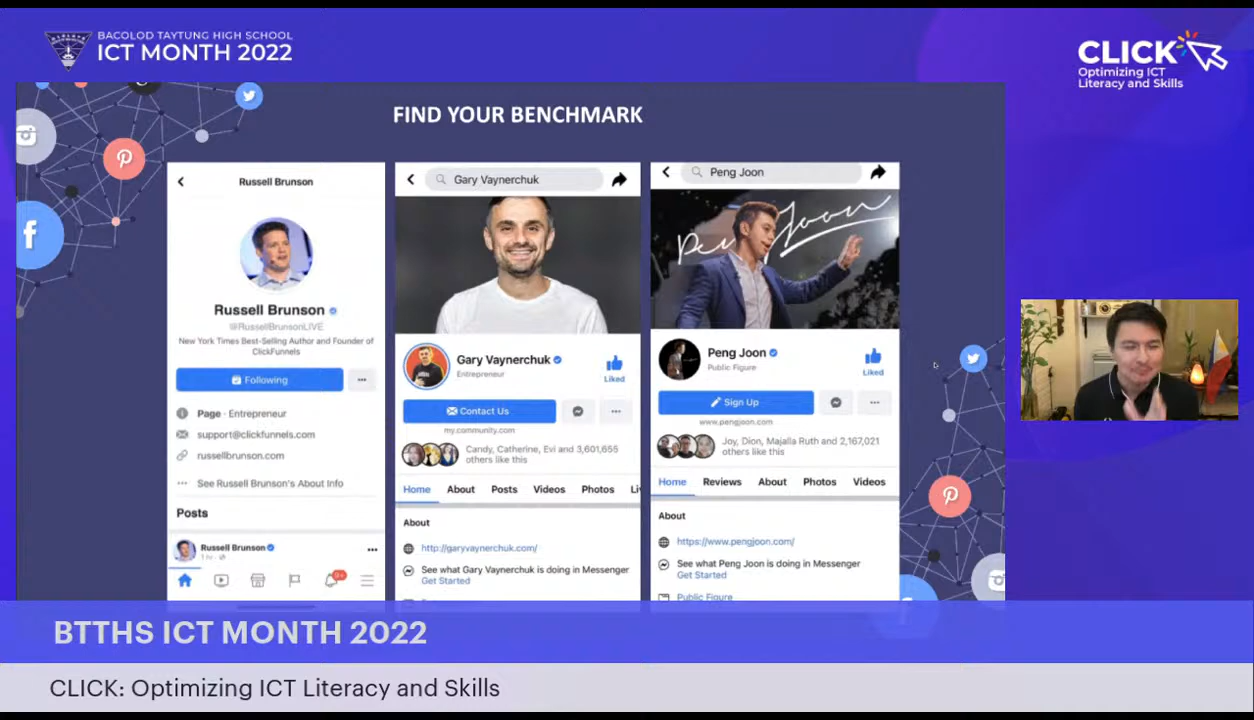 BACOLOD TAYTUNG HIGH SCHOOL
ICT MONTH 2022
CLICK
Optimizing ICT
Literacy and Skills
FIND YOUR BENCHMARK
Russell Brunson
Russell Brunson
@RussellBrunsonLIVE
New York Times Best-Selling Author and Founder of
ClickFunnels
Following
Page · Entrepreneur
support@clickfunnels.com
russellbrunson.com
See Russell Brunson's About Info
Posts
Russell Brunson
1 hr
9+
Gary Vaynerchuk
Gary Vaynerchuk
Entrepreneur
Liked
Contact Us
my.community.com
Candy, Catherine, Evi and 3,601,655
others like this
Home About Posts Videos Photos Li
About
http://garyvaynerchuk.com/
See what Gary Vaynerchuk is doing in Messenger
Get Started
Peng Joon
Peng Joon
Peng Joon
Public Figure
Liked
Sign Up
www.pengjoon.com
Joy, Dion, Majalla Ruth and 2,167,021
others like this
Home Reviews About Photos Videos
About
https://www.pengjoon.com/
See what Peng Joon is doing in Messenger
Get Started
Public Figure
BTTHS ICT MONTH 2022
CLICK: Optimizing ICT Literacy and Skills